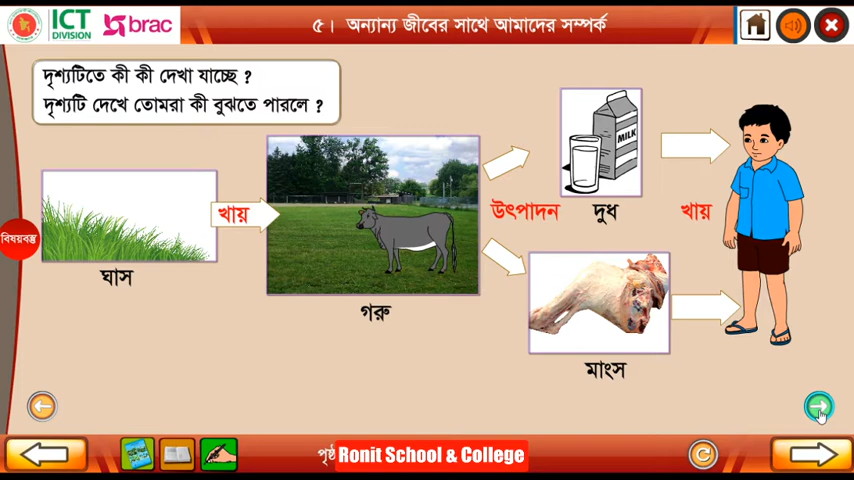 ICT
DIVISION
brac
৫। অন্যান্য জীবের সাথে আমাদের সম্পর্ক
দৃশ্যটিতে কী কী দেখা যাচ্ছে ?
দৃশ্যটি দেখে তোমরা কী বুঝতে পারলে ?
MILK
খায়
উৎপাদন
দুধ
খায়
বিষয়বস্তু
ঘাস
গরু
মাংস
Ronit School & College